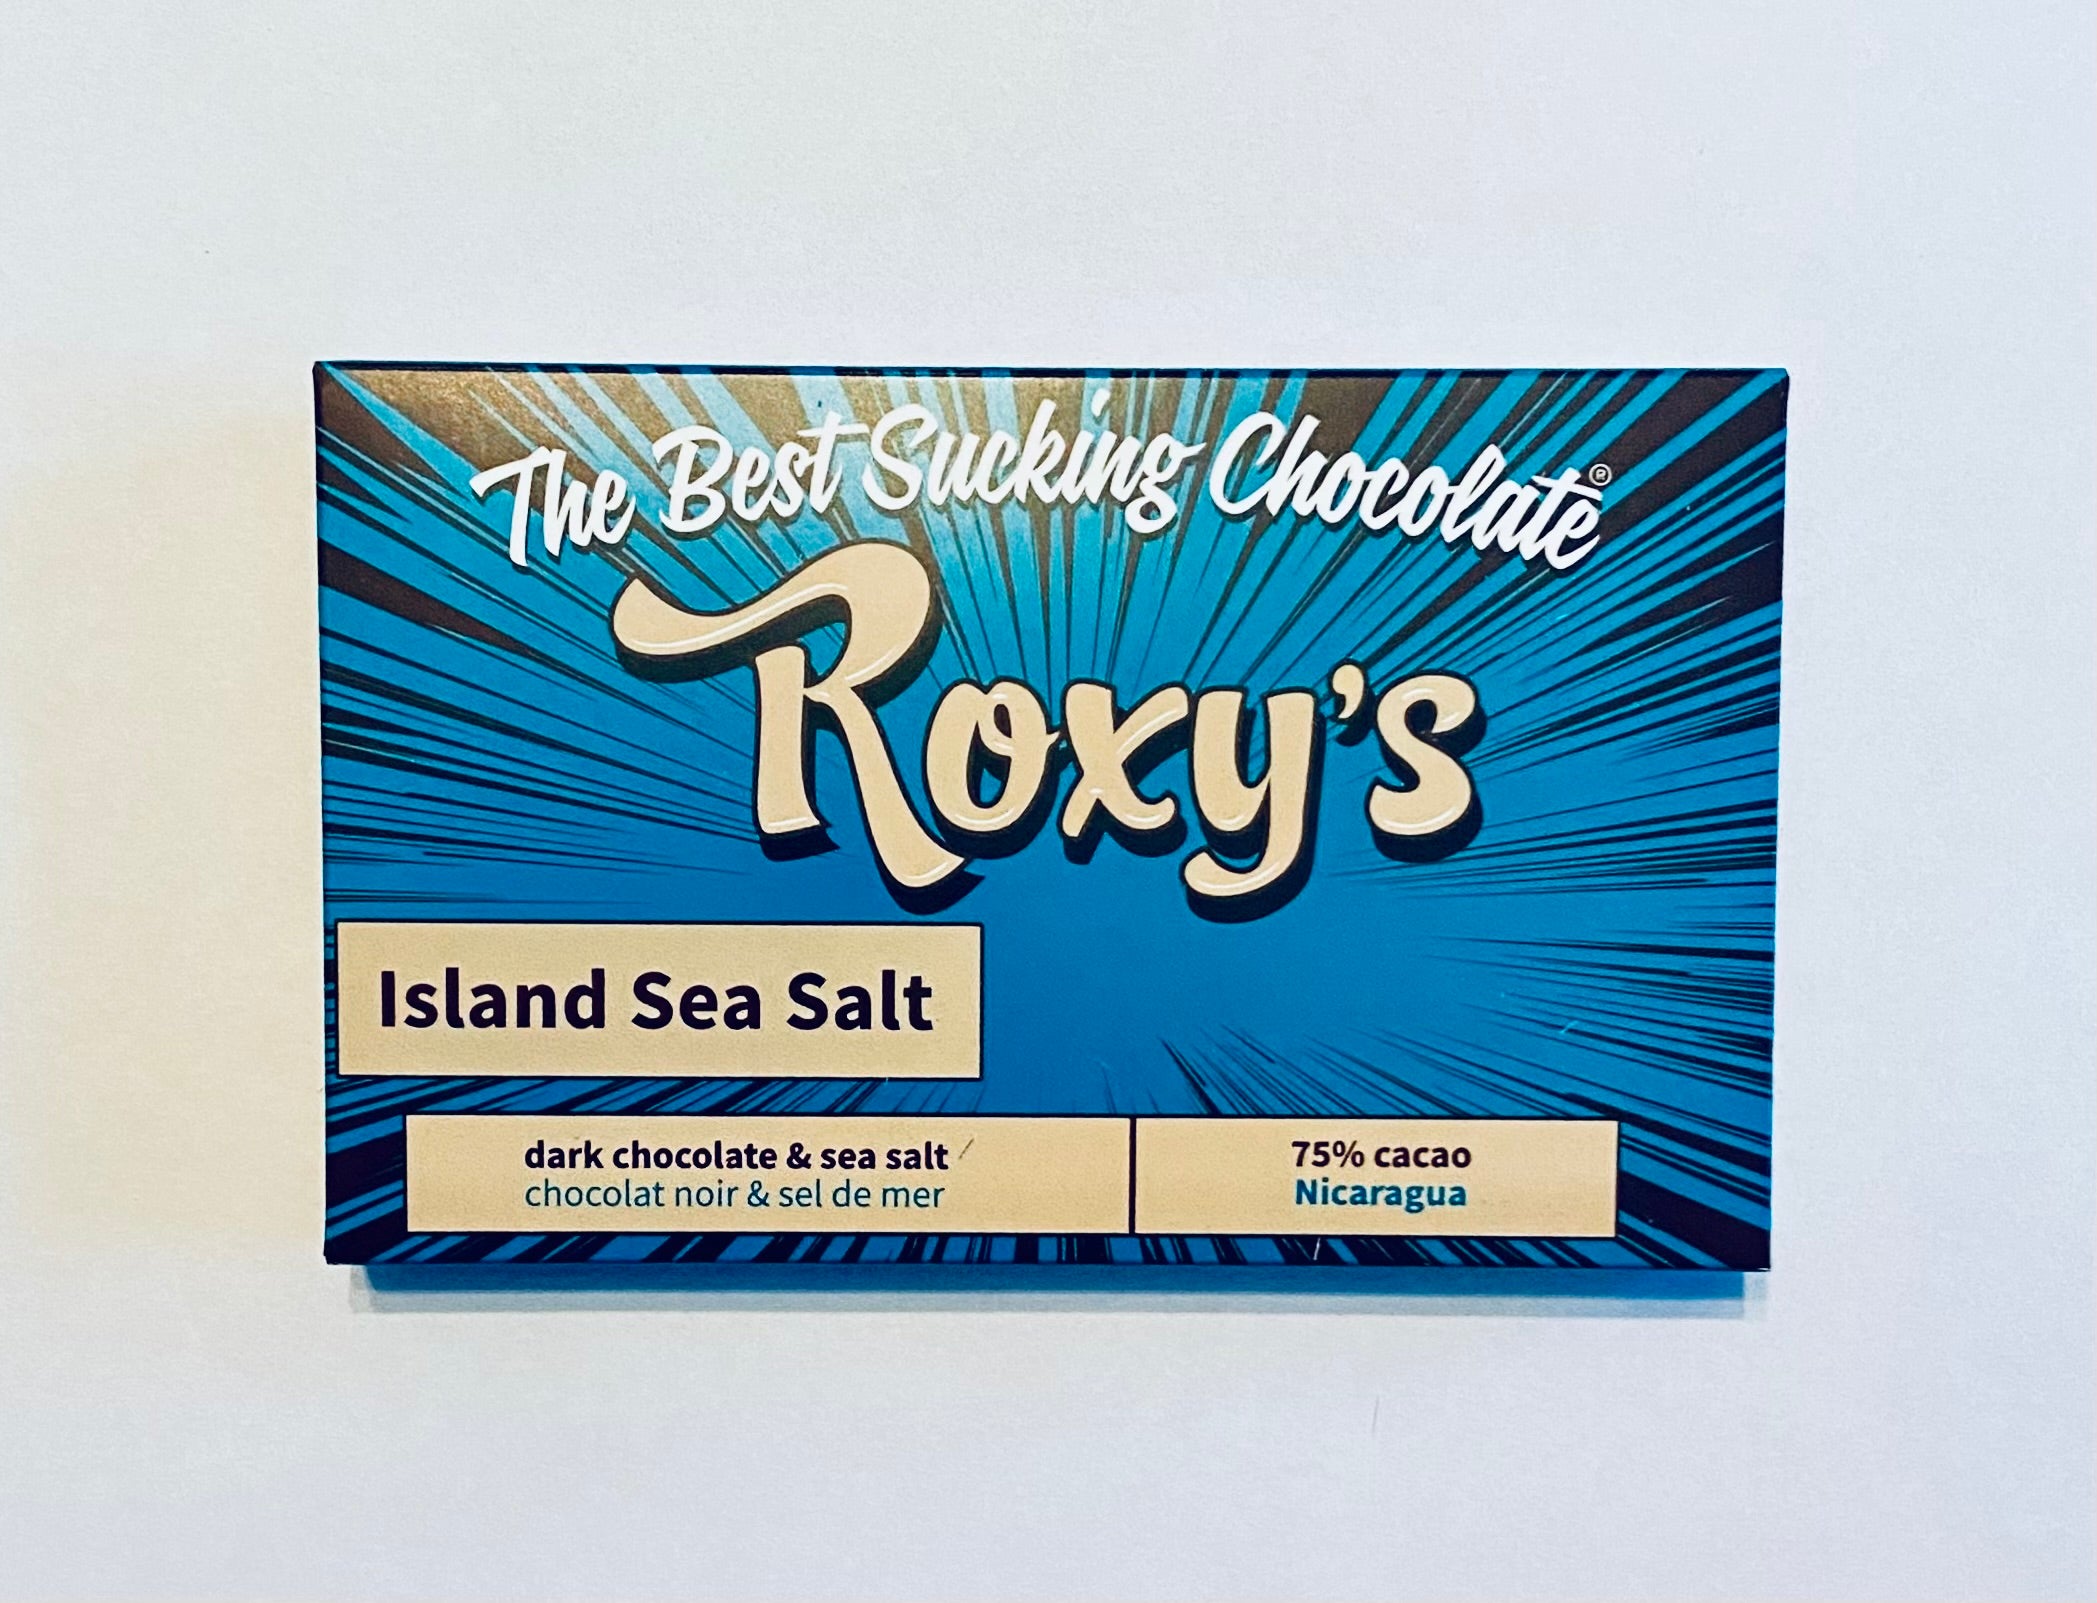 The Best Sucking Chocolate®
Roxy's
Island Sea Salt
dark chocolate & sea salt
chocolat noir & sel de mer
75% cacao
Nicaragua